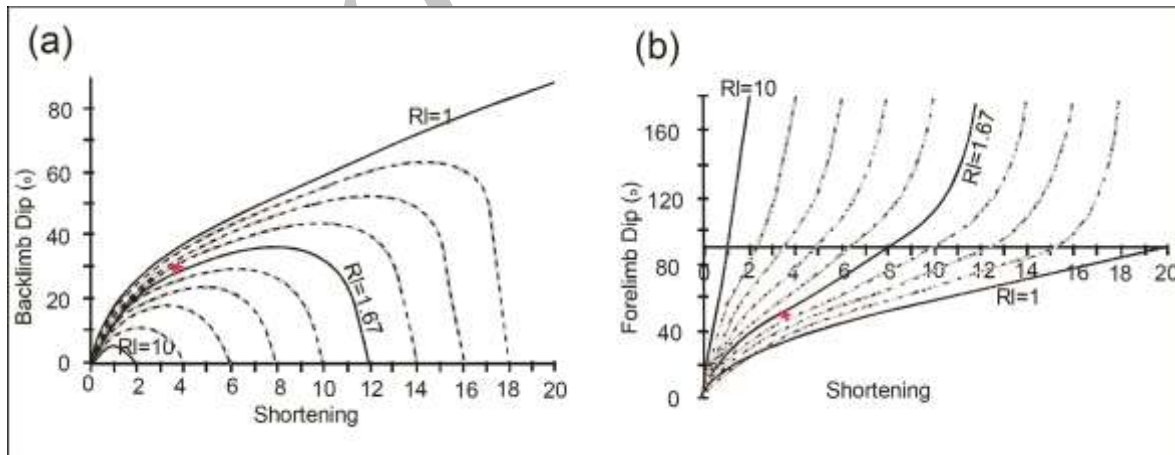 (a)
80
60
40
20
0
Backlimb Dip (o)
RI=1
RI=1.67
RI=10
0 2 4 6 8 10 12 14 16 18 20
Shortening
(b)
RI=10
160
120
80
40
0
Forelimb Dip (o)
RI=1.67
0 2 4 6 8 10 12 14 16 18 20
RI=1
Shortening